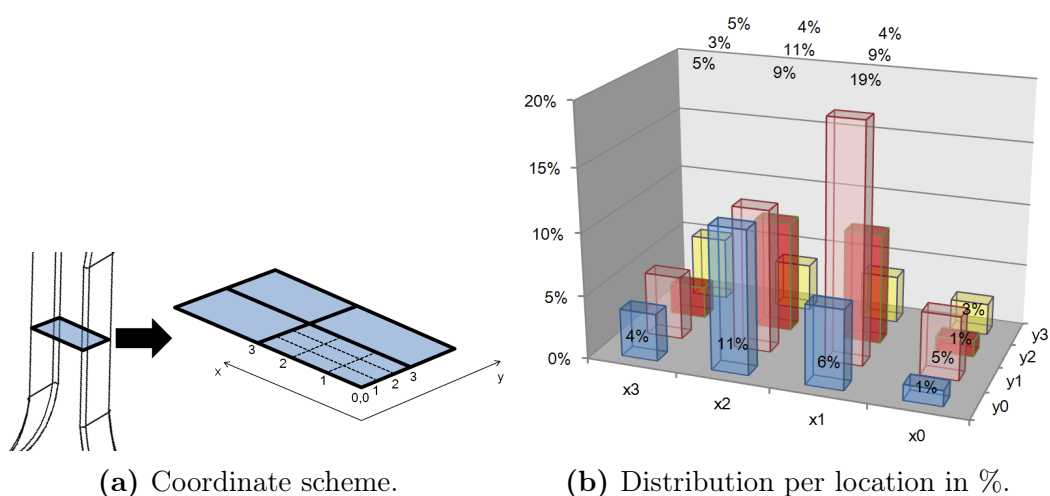 5% 4% 4%
3% 11% 9%
5% 9% 19%
20%
15%
10%
5%
0%
4% 11% 6% 1%
5%
1%
3%
x3 x2 x1 x0
y0
y1
y2
y3
3
2
1
0,0
1
2
3
x
y
(a) Coordinate scheme.
(b) Distribution per location in %.